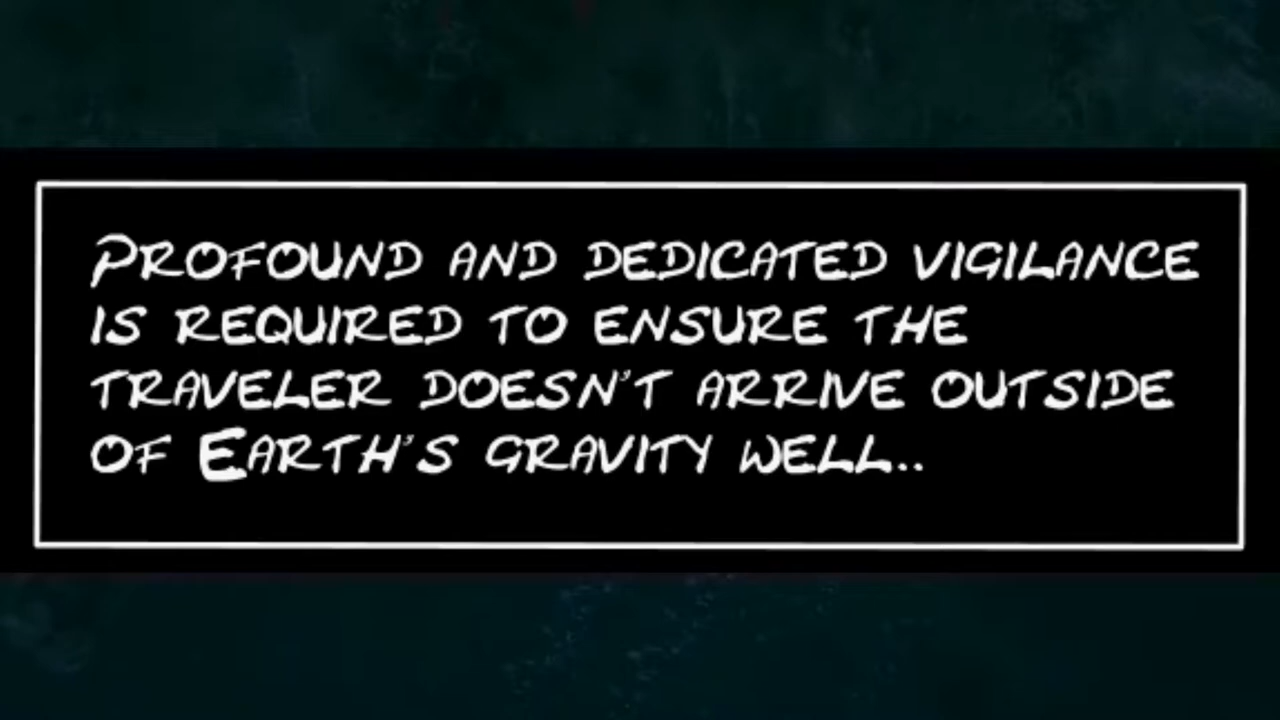 Profound and dedicated vigilance
is required to ensure the
traveler doesn't arrive outside
of Earth's gravity well..